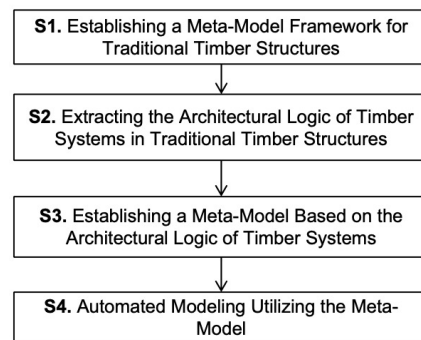 S1. Establishing a Meta-Model Framework for
Traditional Timber Structures
S2. Extracting the Architectural Logic of Timber
Systems in Traditional Timber Structures
S3. Establishing a Meta-Model Based on the
Architectural Logic of Timber Systems
S4. Automated Modeling Utilizing the Meta-
Model